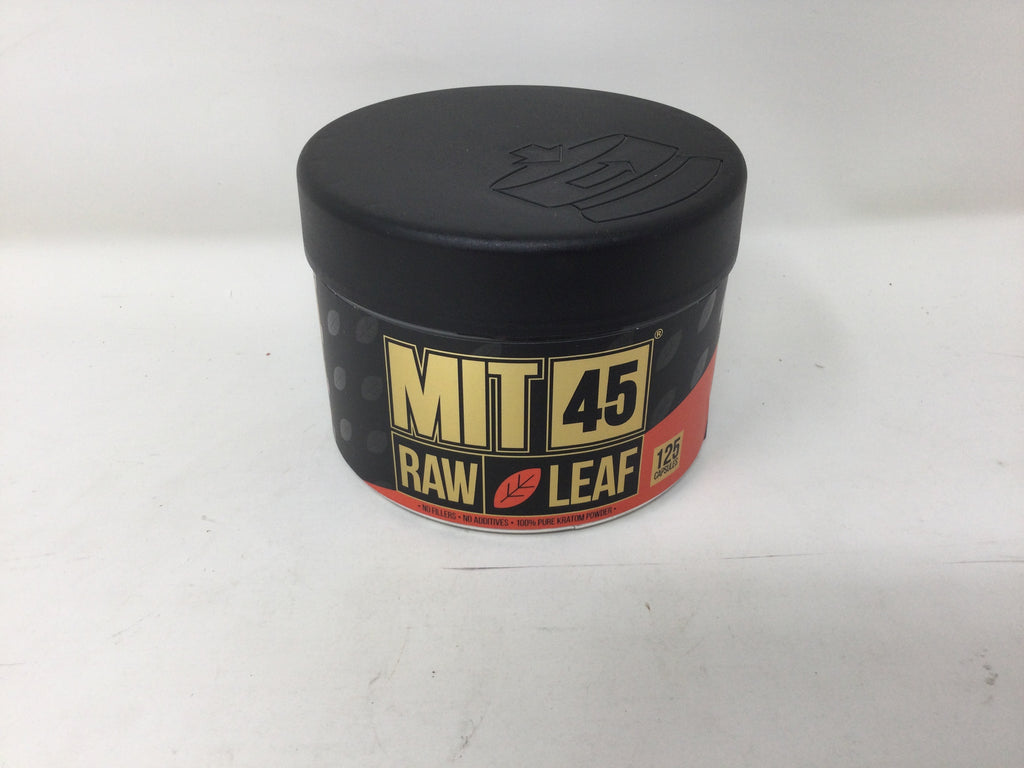 MIT 45®
RAW LEAF
125
CAPSULES
• NO FILLERS • NO ADDITIVES • 100% PURE KRATOM POWDER •